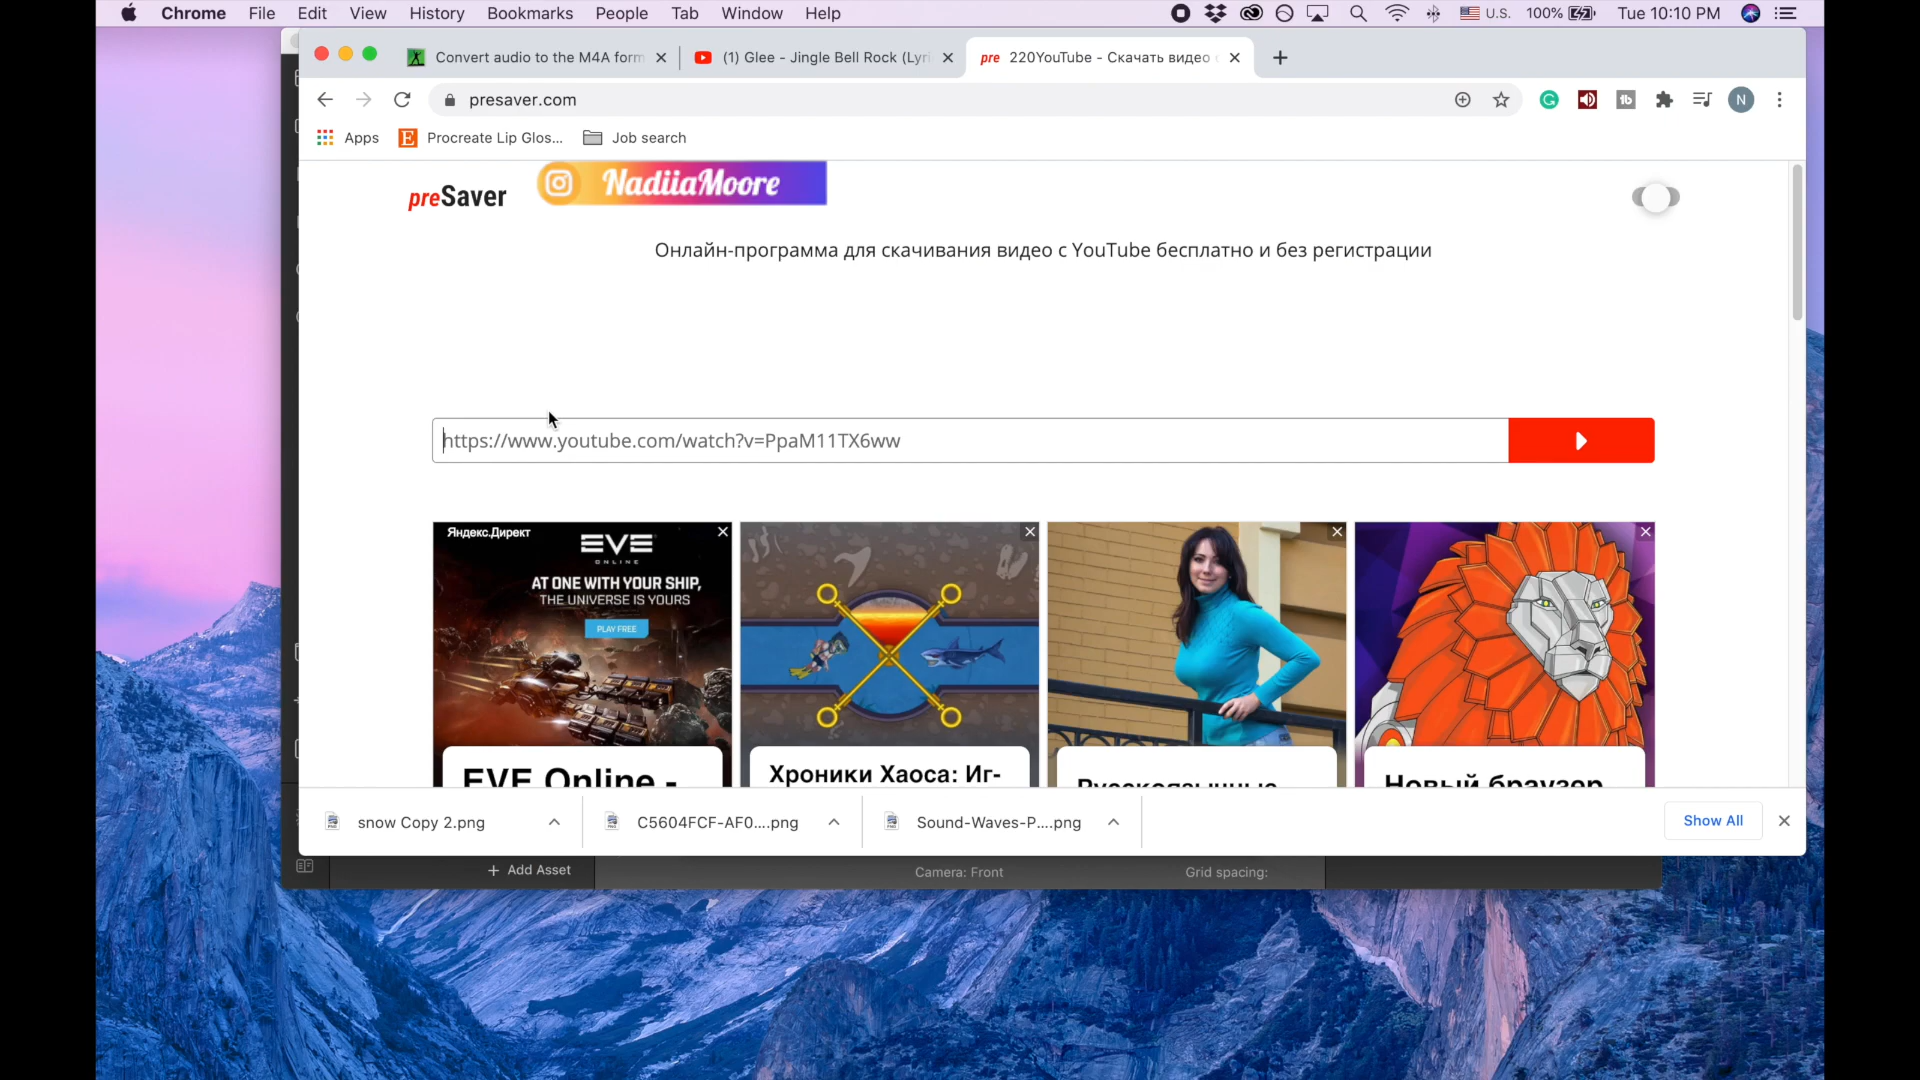 Chrome File Edit View History Bookmarks People Tab Window Help U.S. 100% Tue 10:10 PM
Convert audio to the M4A form (1) Glee - Jingle Bell Rock (Lyri pre 220YouTube - Скачать видео
presaver.com
Apps Procreate Lip Glos... Job search
preSaver NadiiaMoore
Онлайн-программа для скачивания видео с YouTube бесплатно и без регистрации
https://www.youtube.com/watch?v=PpaM11TX6ww
Яндекс.Директ
EVE
ONLINE
AT ONE WITH YOUR SHIP,
THE UNIVERSE IS YOURS
PLAY FREE
EVE Online -
Хроники Хаоса: Иг-
Русскоязычные
Новый браузер
snow Copy 2.png C5604FCF-AF0....png Sound-Waves-P....png Show All
+ Add Asset Camera: Front Grid spacing: